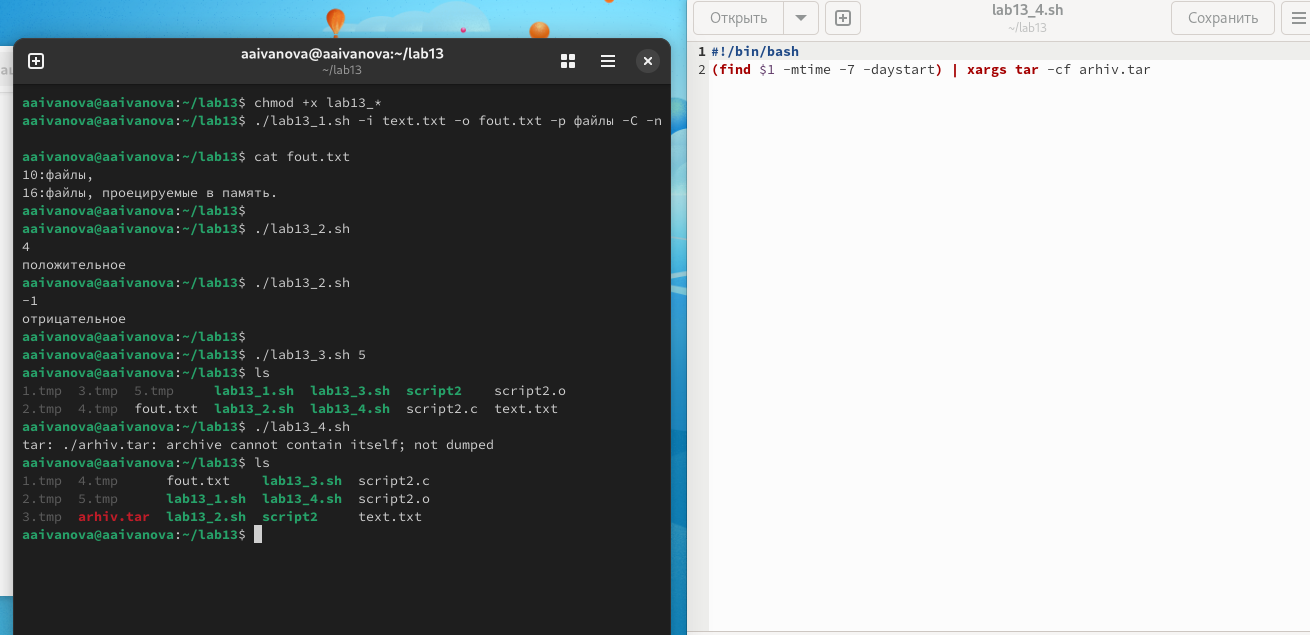 aaivanova@aaivanova:~/lab13
~/lab13
aaivanova@aaivanova:~/lab13$ chmod +x lab13_*
aaivanova@aaivanova:~/lab13$ ./lab13_1.sh -i text.txt -o fout.txt -p файлы -C -n
aaivanova@aaivanova:~/lab13$ cat fout.txt
10:файлы,
16:файлы, проецируемые в память.
aaivanova@aaivanova:~/lab13$
aaivanova@aaivanova:~/lab13$ ./lab13_2.sh
4
положительное
aaivanova@aaivanova:~/lab13$ ./lab13_2.sh
-1
отрицательное
aaivanova@aaivanova:~/lab13$
aaivanova@aaivanova:~/lab13$ ./lab13_3.sh 5
aaivanova@aaivanova:~/lab13$ ls
1.tmp 3.tmp 5.tmp lab13_1.sh lab13_3.sh script2 script2.o
2.tmp 4.tmp fout.txt lab13_2.sh lab13_4.sh script2.c text.txt
aaivanova@aaivanova:~/lab13$ ./lab13_4.sh
tar: ./arhiv.tar: archive cannot contain itself; not dumped
aaivanova@aaivanova:~/lab13$ ls
1.tmp 4.tmp fout.txt lab13_3.sh script2.c
2.tmp 5.tmp lab13_1.sh lab13_4.sh script2.o
3.tmp arhiv.tar lab13_2.sh script2 text.txt
aaivanova@aaivanova:~/lab13$
Открыть
lab13_4.sh
~/lab13
Сохранить
1 #!/bin/bash
2 (find $1 -mtime -7 -daystart) | xargs tar -cf arhiv.tar